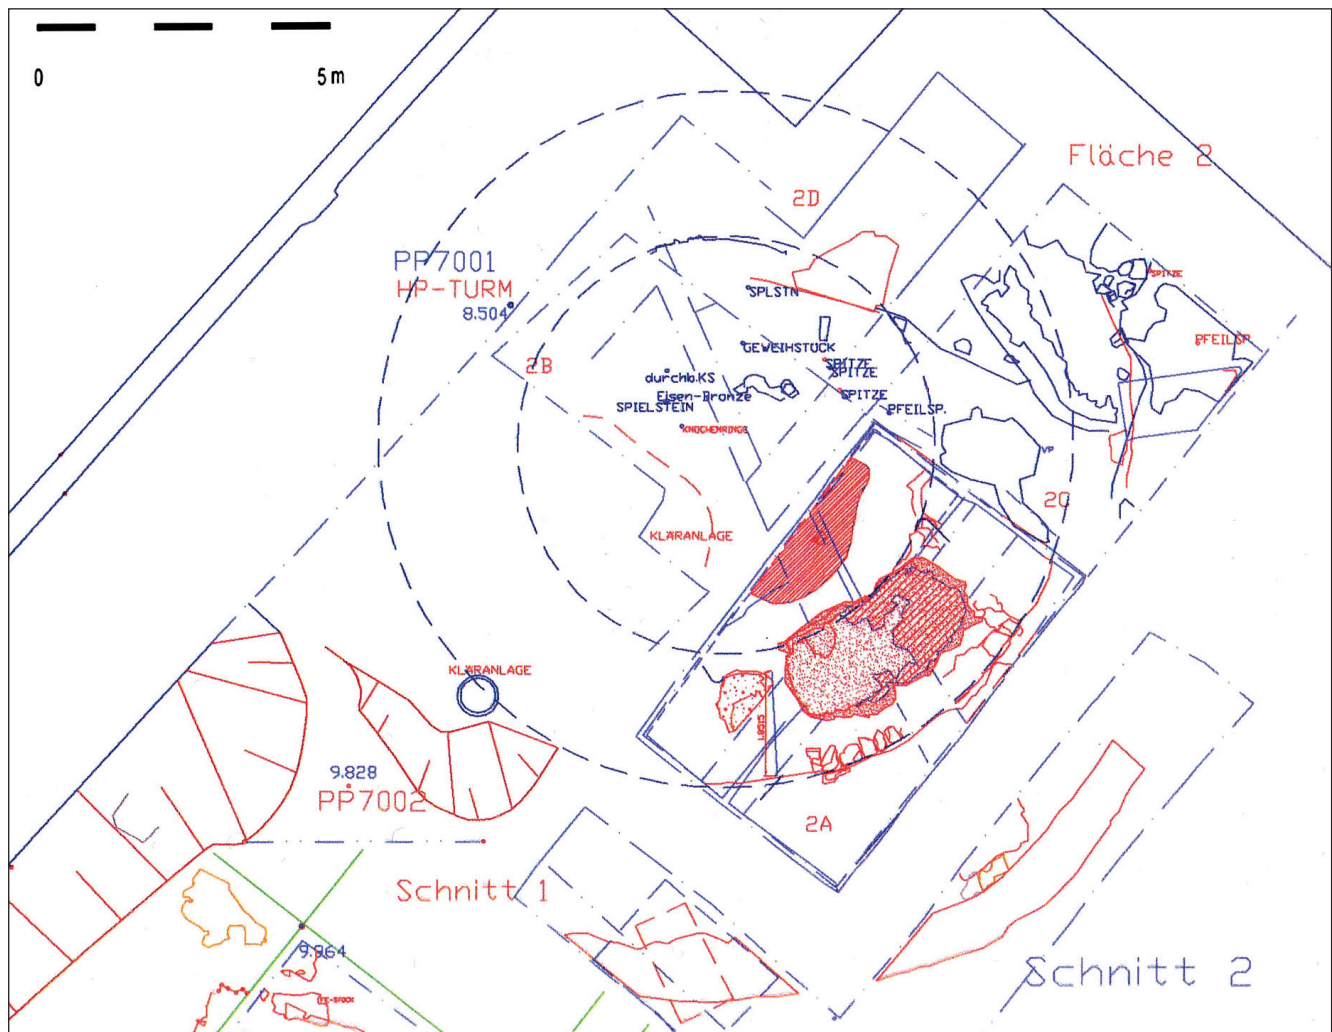 0 5 m
Fläche 2
2D
PP7001
HP-TURM
8.504
SPITZE
SPLSTN
PFEILSP.
GEWEIHSTÜCK
2B
SPITZE
SPITZE
durchb.KS
Eisen-Bronze
SPITZE
SPIELSTEIN
PFEILSP.
KNOCHENRINGE
VP
2C
KLÄRANLAGE
KLÄRANLAGE
9.828
PP7002
2A
Schnitt 1
9.864
Schnitt 2